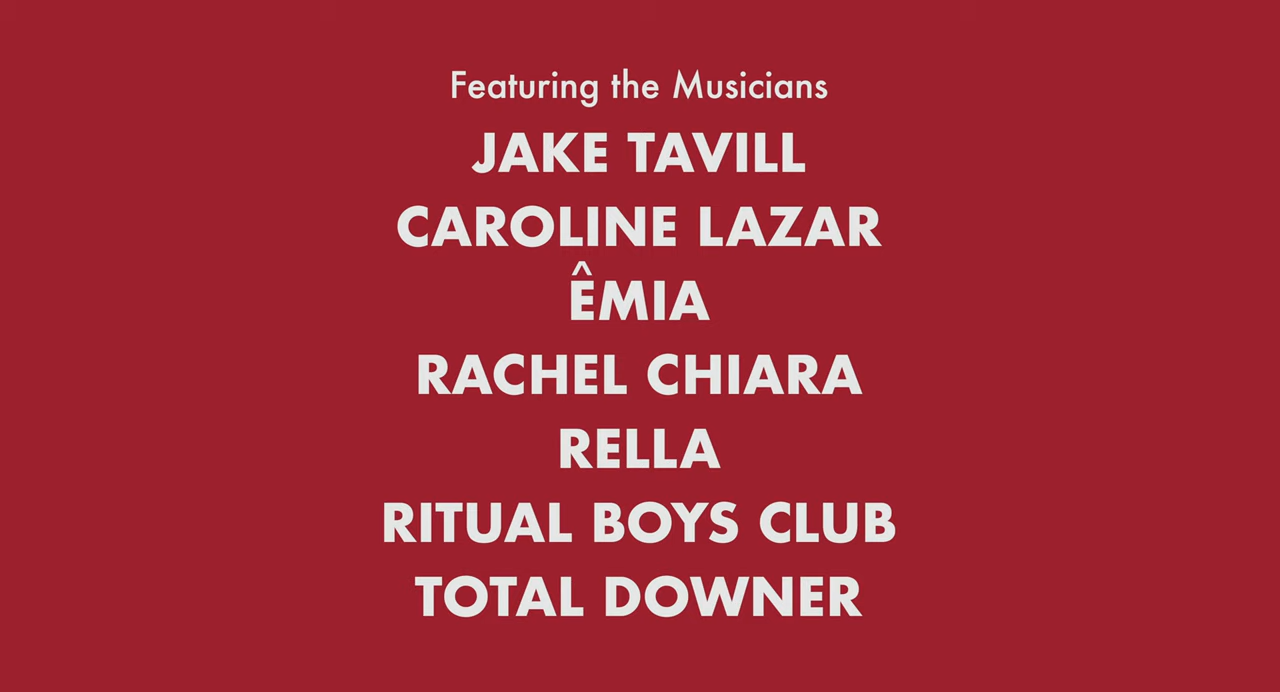 Featuring the Musicians
JAKE TAVILL
CAROLINE LAZAR
ÊMIA
RACHEL CHIARA
RELLA
RITUAL BOYS CLUB
TOTAL DOWNER